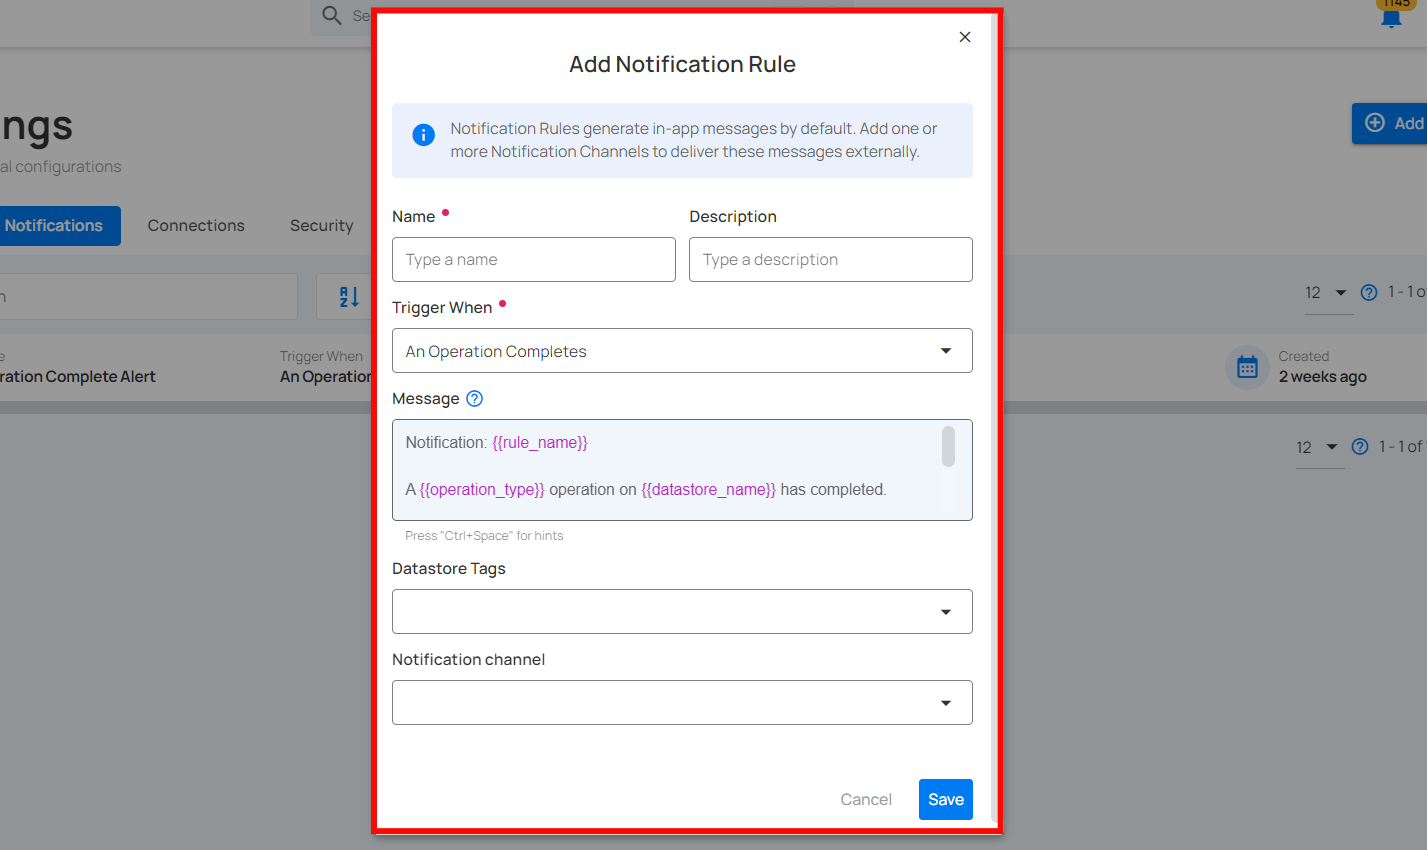 Se
1145
ngs
al configurations
Add
Notifications
Connections
Security
n
A
Z
12
1 - 1 o
e
ration Complete Alert
Trigger When
An Operation
Created
2 weeks ago
12
1 - 1 of
Add Notification Rule
Notification Rules generate in-app messages by default. Add one or
more Notification Channels to deliver these messages externally.
Name
Description
Type a name
Type a description
Trigger When
An Operation Completes
Message
Notification: {{rule_name}}
A {{operation_type}} operation on {{datastore_name}} has completed.
Press "Ctrl+Space" for hints
Datastore Tags
Notification channel
Cancel
Save